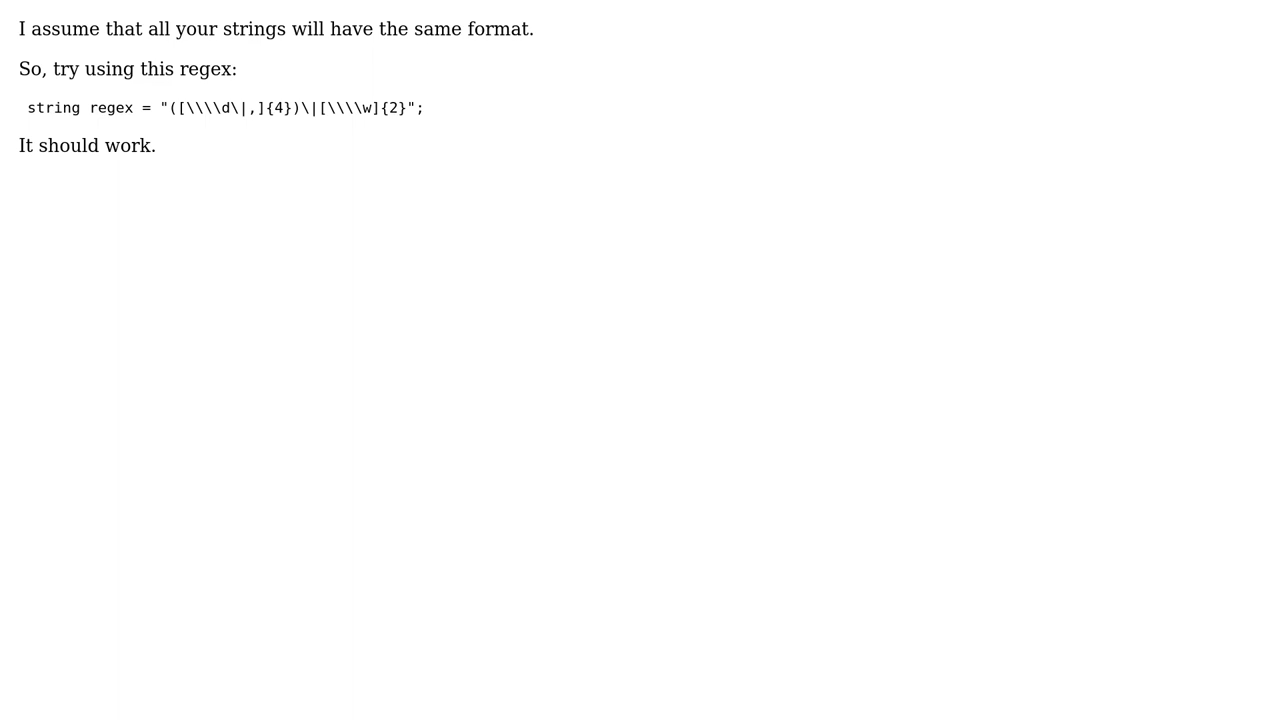 I assume that all your strings will have the same format.
So, try using this regex:
string regex = "([\\\\d\|,]{4})\|[\\\\w]{2}";
It should work.